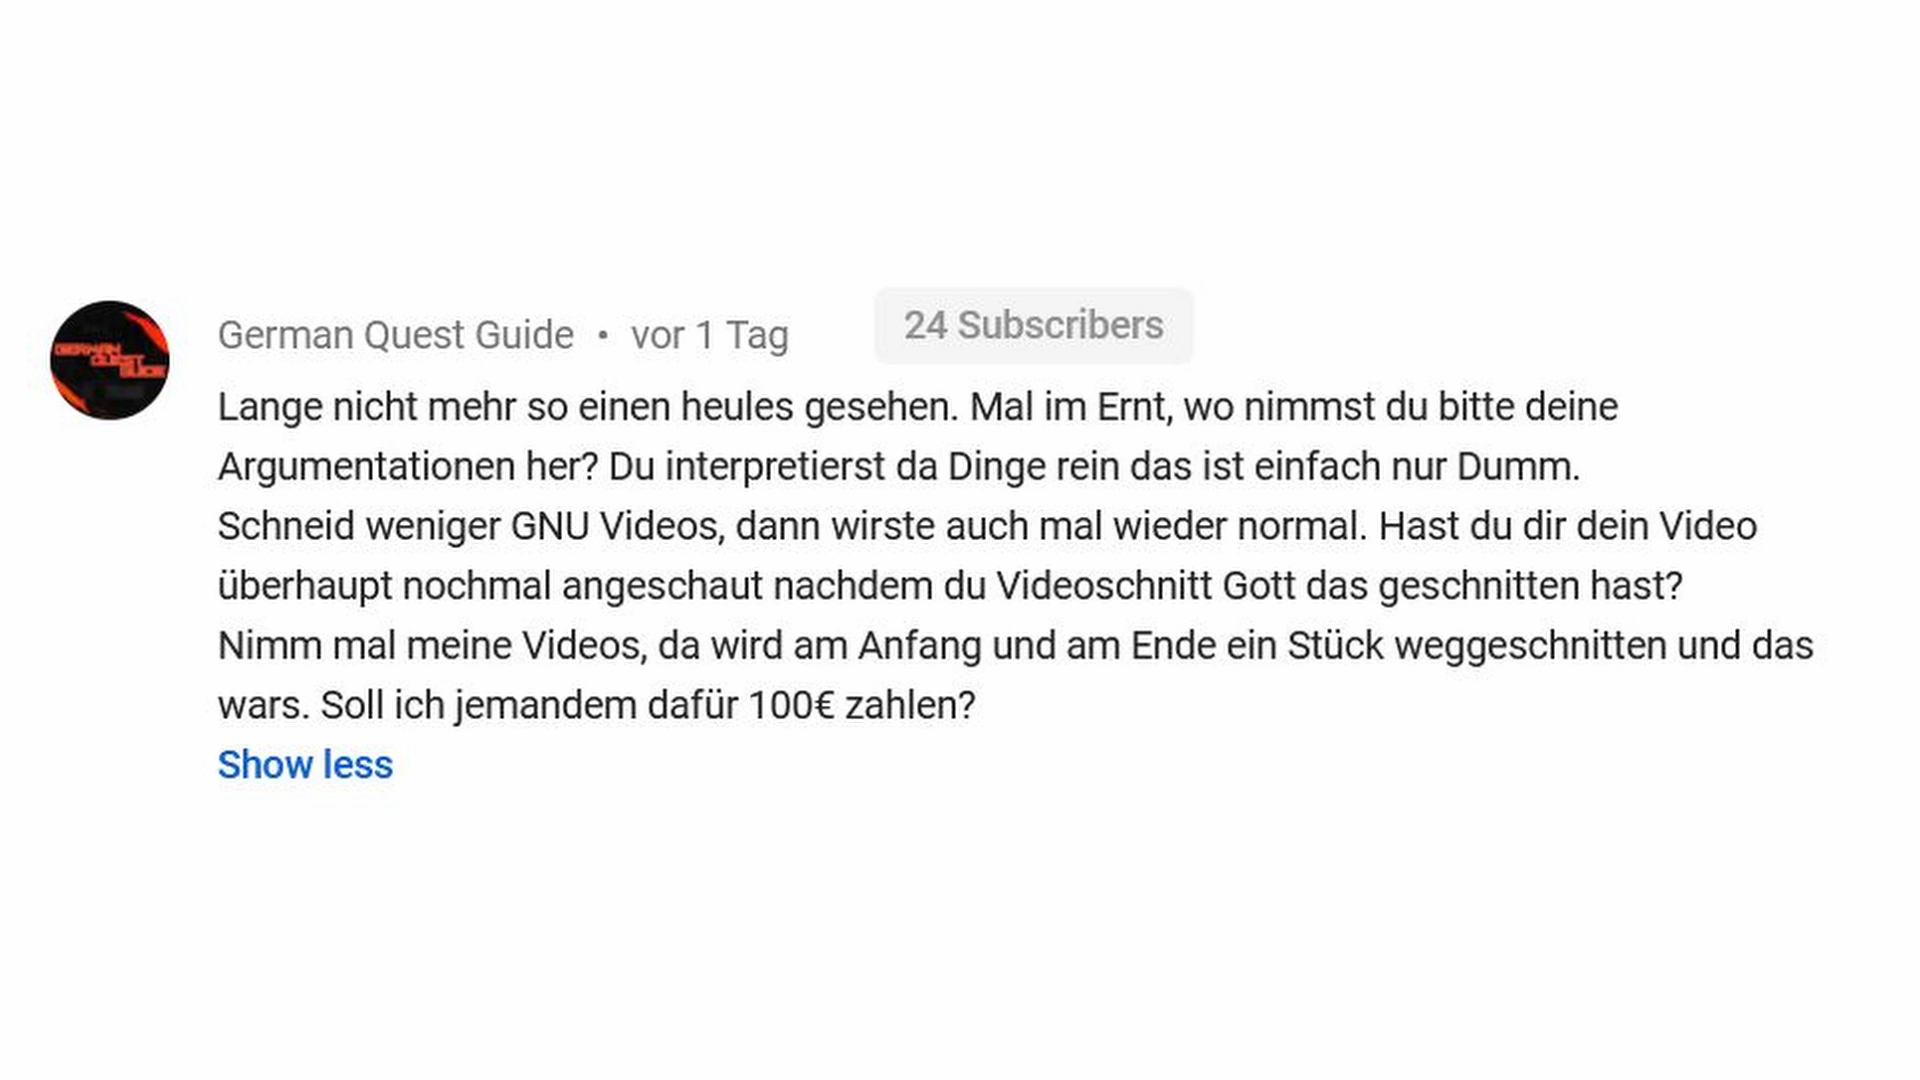 GERMAN
QUEST
GUIDE
German Quest Guide • vor 1 Tag
24 Subscribers
Lange nicht mehr so einen heules gesehen. Mal im Ernt, wo nimmst du bitte deine
Argumentationen her? Du interpretierst da Dinge rein das ist einfach nur Dumm.
Schneid weniger GNU Videos, dann wirste auch mal wieder normal. Hast du dir dein Video
überhaupt nochmal angeschaut nachdem du Videoschnitt Gott das geschnitten hast?
Nimm mal meine Videos, da wird am Anfang und am Ende ein Stück weggeschnitten und das
wars. Soll ich jemandem dafür 100€ zahlen?
Show less